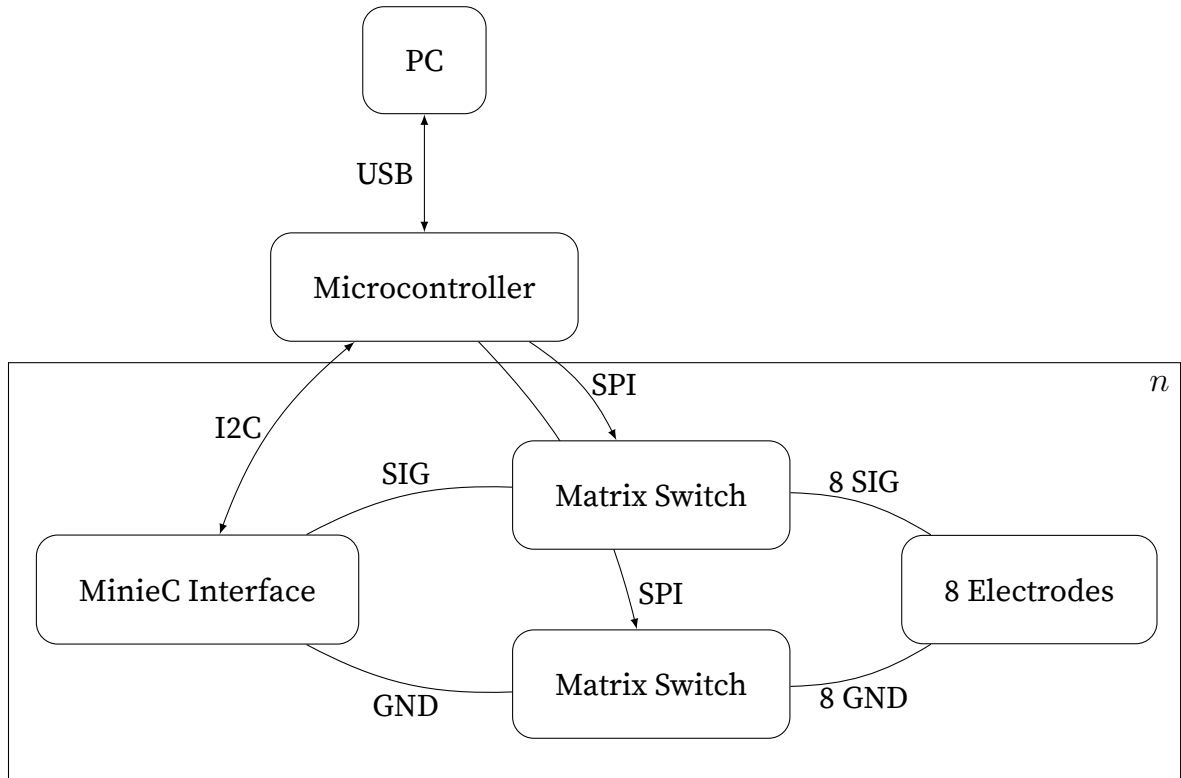 PC
USB
Microcontroller
n
SPI
I2C
SIG
Matrix Switch
8 SIG
MinieC Interface
SPI
8 Electrodes
Matrix Switch
GND
8 GND